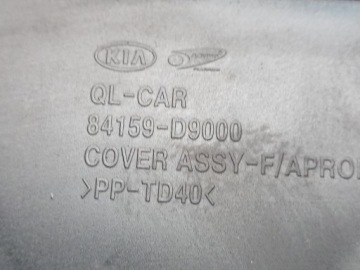 KIA
QL-CAR
84159-D9000
COVER ASSY-F/APRO.
>PP-TD40<